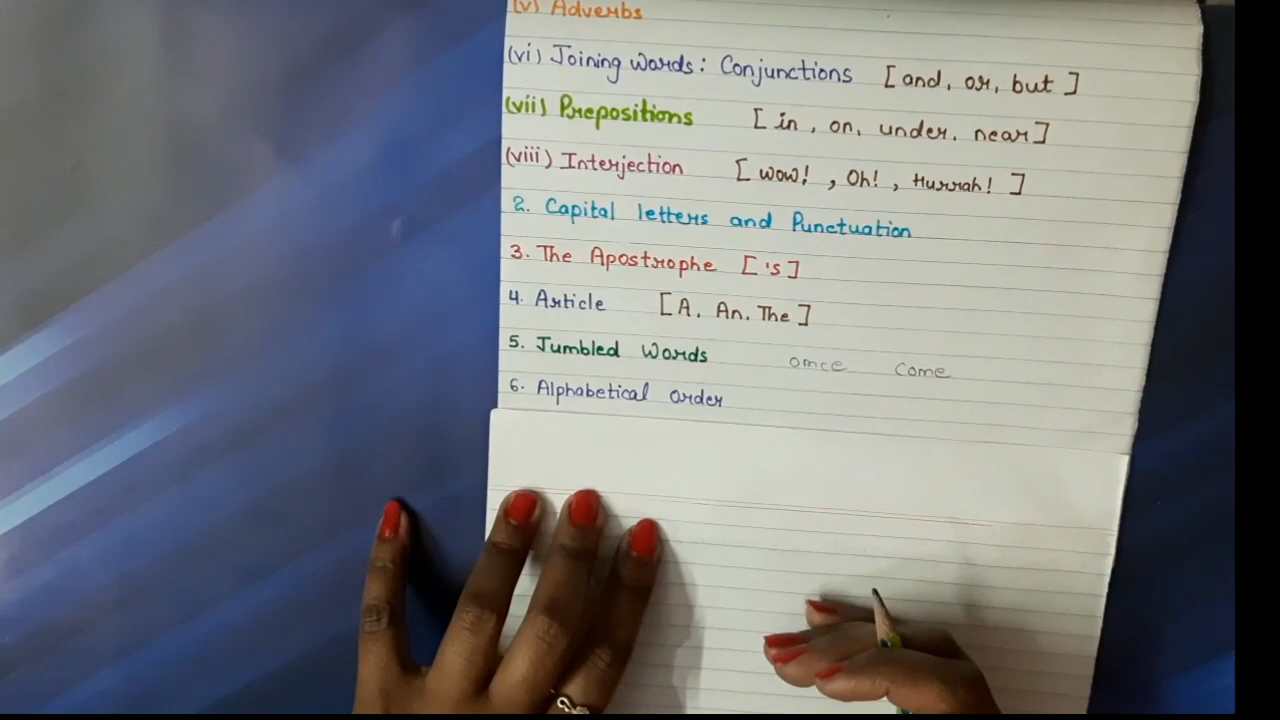 (v) Adverbs
(vi) Joining words : Conjunctions [and, or, but ]
(vii) Prepositions [ in , on, under. near]
(viii) Interjection [ wow! , Oh! , Hurrah! ]
2. Capital letters and Punctuation
3. The Apostrophe [ 's ]
4. Article [ A. An. The ]
5. Jumbled Words omce come
6. Alphabetical order